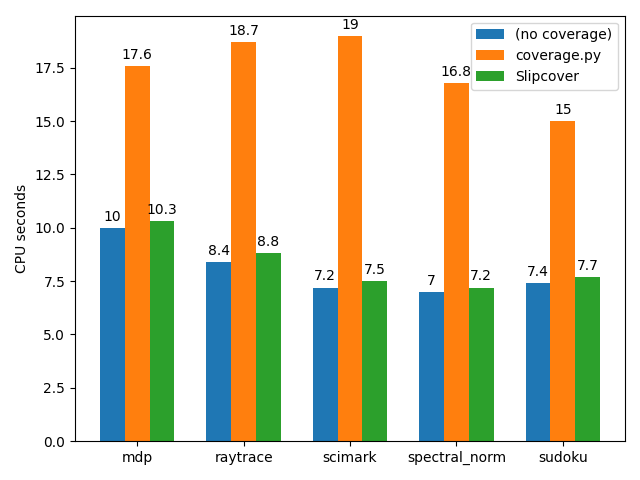 (no coverage)
coverage.py
Slipcover
CPU seconds
17.5
15.0
12.5
10.0
7.5
5.0
2.5
0.0
10 17.6 10.3
8.4 18.7 8.8
7.2 19 7.5
7 16.8 7.2
7.4 15 7.7
mdp raytrace scimark spectral_norm sudoku